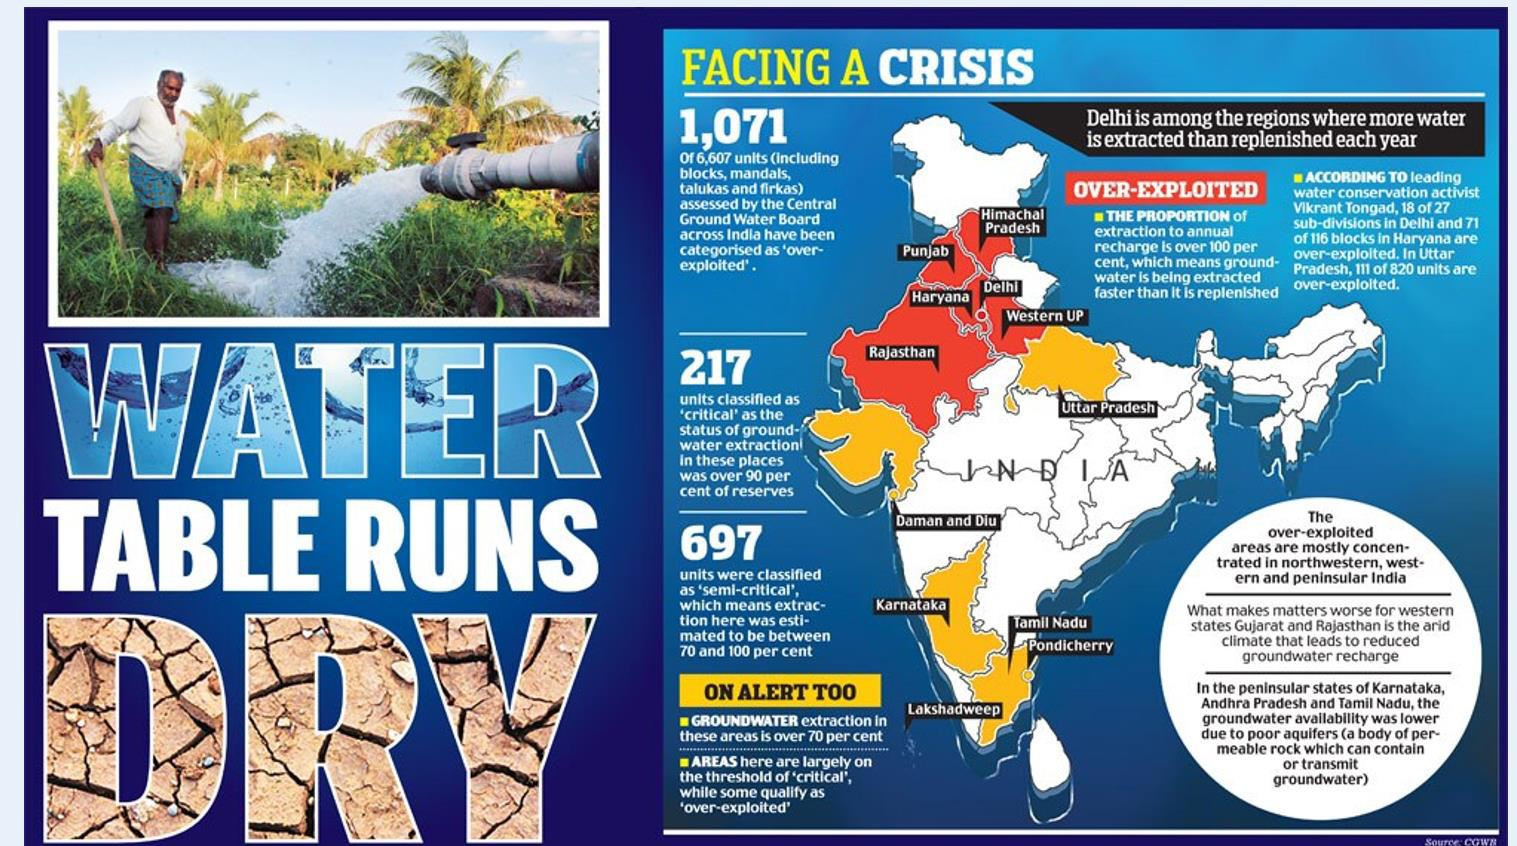 WATER
TABLE RUNS
DRY
FACING A CRISIS
1,071
Of 6,607 units (including
blocks, mandals,
talukas and firkas)
assessed by the Central
Ground Water Board
across India have been
categorised as 'over-
exploited'.
217
units classified as
'critical' as the
status of ground-
water extraction
in these places
was over 90 per
cent of reserves
697
units were classified
as 'semi-critical',
which means extrac-
tion here was esti-
mated to be between
70 and 100 per cent
ON ALERT TOO
GROUNDWATER extraction in
these areas is over 70 per cent
AREAS here are largely on
the threshold of 'critical',
while some qualify as
'over-exploited'
Delhi is among the regions where more water
is extracted than replenished each year
OVER-EXPLOITED
THE PROPORTION of
extraction to annual
recharge is over 100 per
cent, which means ground-
water is being extracted
faster than it is replenished
ACCORDING TO leading
water conservation activist
Vikrant Tongad, 18 of 27
sub-divisions in Delhi and 71
of 116 blocks in Haryana are
over-exploited. In Uttar
Pradesh, 111 of 820 units are
over-exploited.
Himachal
Pradesh
Punjab
Delhi
Haryana
Western UP
Rajasthan
Uttar Pradesh
INDIA
Daman and Diu
Karnataka
Tamil Nadu
Pondicherry
Lakshadweep
The
over-exploited
areas are mostly concen-
trated in northwestern, west-
ern and peninsular India
What makes matters worse for western
states Gujarat and Rajasthan is the arid
climate that leads to reduced
groundwater recharge
In the peninsular states of Karnataka,
Andhra Pradesh and Tamil Nadu, the
groundwater availability was lower
due to poor aquifers (a body of per-
meable rock which can contain
or transmit
groundwater)
Source: CGWB